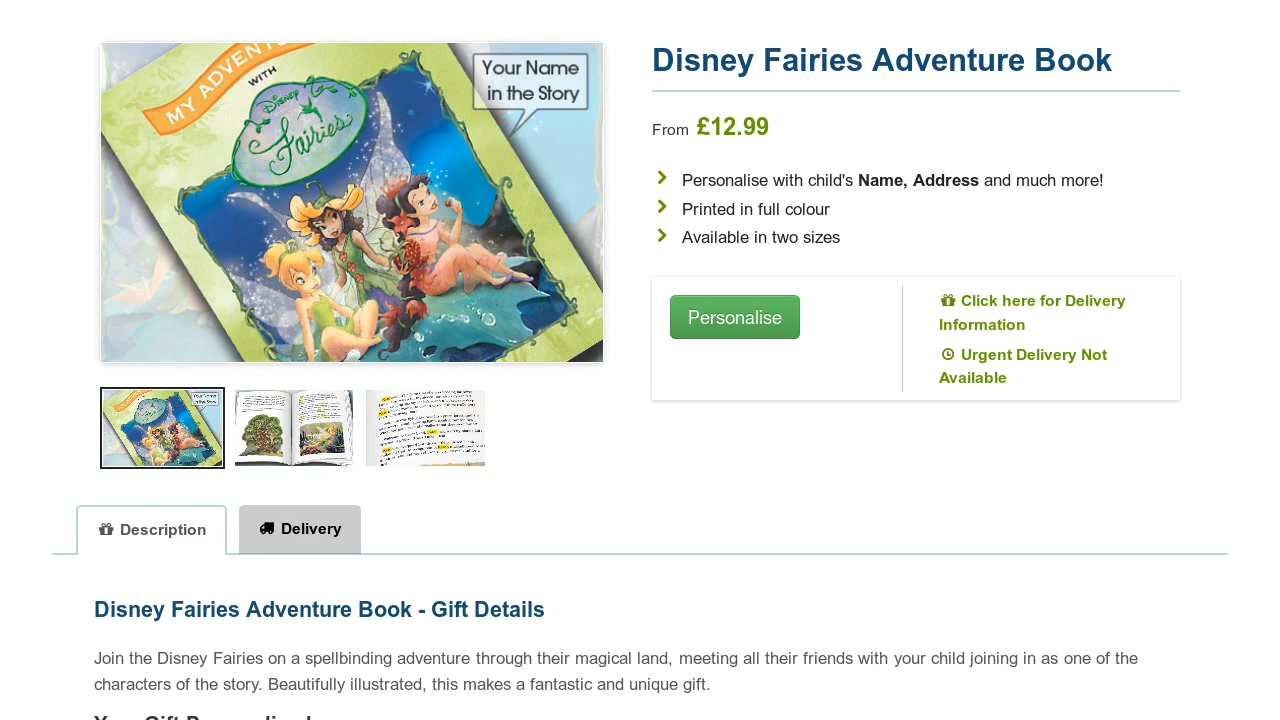 MY ADVENTU
WITH
Disney
Fairies
Your Name
in the Story
Disney Fairies Adventure Book
From £12.99
Personalise with child's Name, Address and much more!
Printed in full colour
Available in two sizes
Personalise
Click here for Delivery
Information
Urgent Delivery Not
Available
Description
Delivery
Disney Fairies Adventure Book - Gift Details
Join the Disney Fairies on a spellbinding adventure through their magical land, meeting all their friends with your child joining in as one of the
characters of the story. Beautifully illustrated, this makes a fantastic and unique gift.